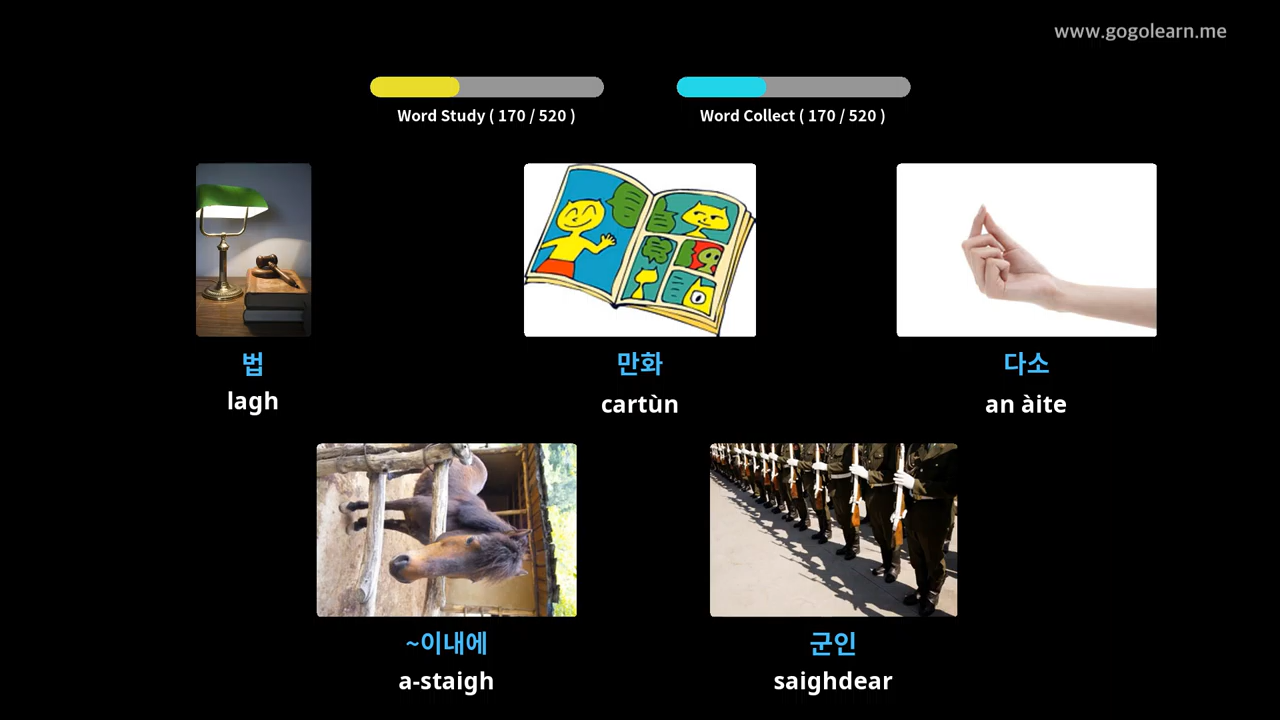 www.gogolearn.me
Word Study ( 170 / 520 )
Word Collect ( 170 / 520 )
법
lagh
만화
cartùn
다소
an àite
~이내에
a-staigh
군인
saighdear